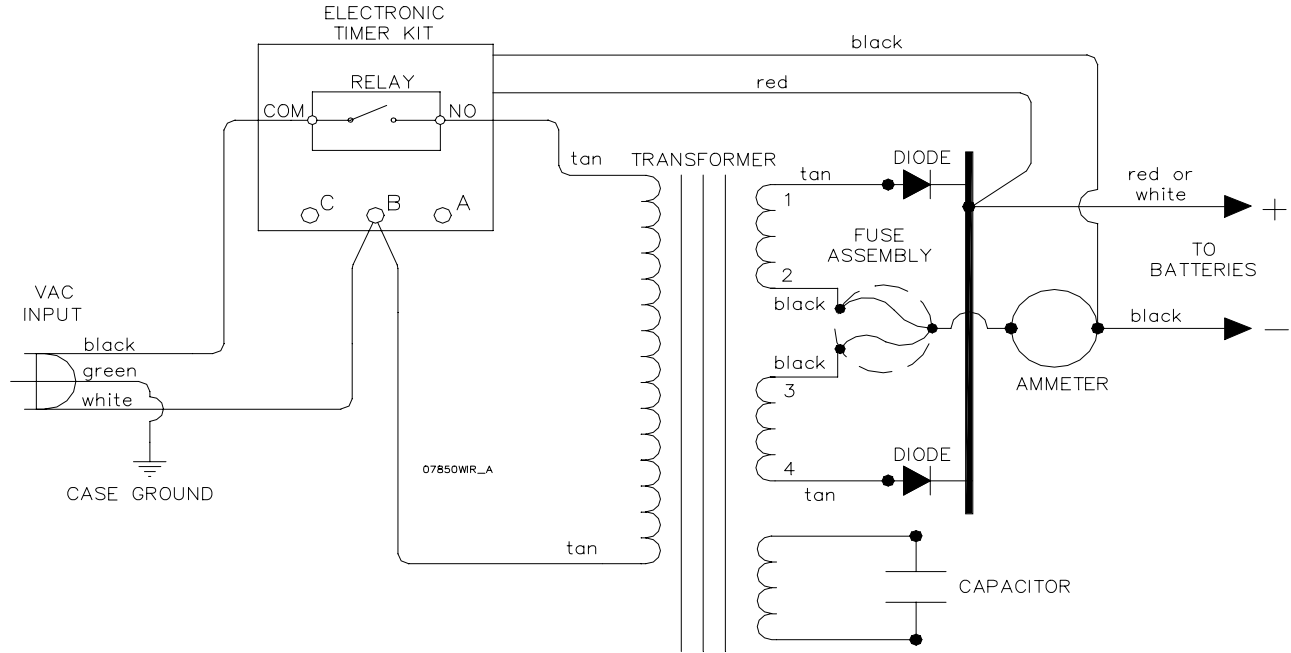 ELECTRONIC
TIMER KIT
black
RELAY
red
COM
NO
tan
TRANSFORMER
DIODE
tan
red or
white
+
1
C
B
A
FUSE
ASSEMBLY
TO
BATTERIES
2
VAC
INPUT
black
black
−
black
green
white
black
3
AMMETER
DIODE
4
tan
07850WIR_A
CASE GROUND
tan
CAPACITOR